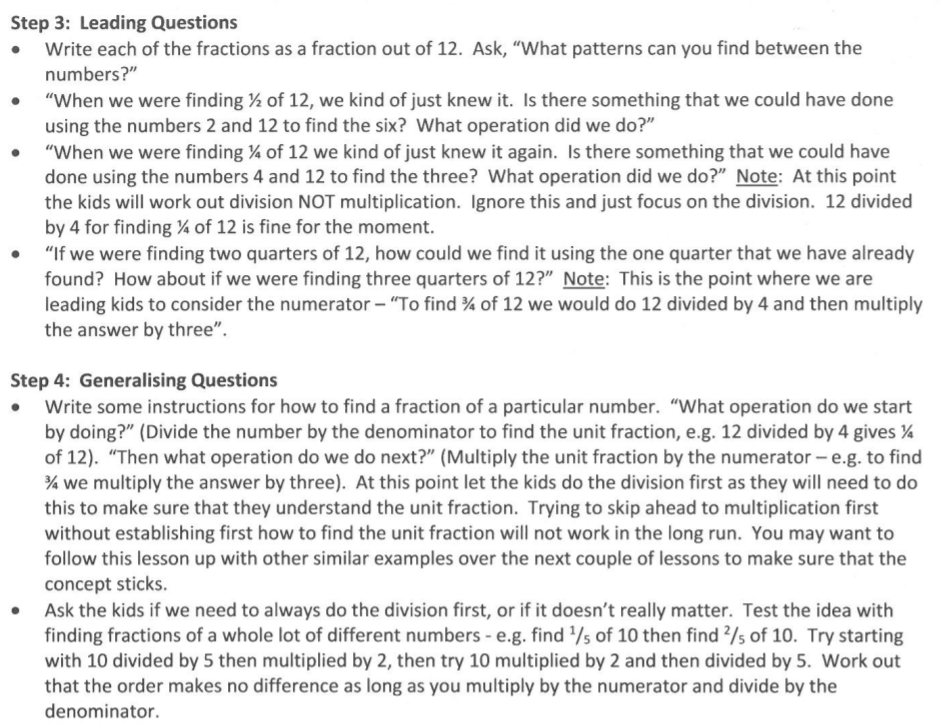 Step 3:  Leading Questions
•	Write each of the fractions as a fraction out of 12.  Ask, “What patterns can you find between the
numbers?”
•	“When we were finding ½ of 12, we kind of just knew it.  Is there something that we could have done
using the numbers 2 and 12 to find the six?  What operation did we do?”
•	“When we were finding ¼ of 12 we kind of just knew it again.  Is there something that we could have
done using the numbers 4 and 12 to find the three?  What operation did we do?”  Note:  At this point
the kids will work out division NOT multiplication.  Ignore this and just focus on the division.  12 divided
by 4 for finding ¼ of 12 is fine for the moment.
•	“If we were finding two quarters of 12, how could we find it using the one quarter that we have already
found?  How about if we were finding three quarters of 12?”  Note:  This is the point where we are
leading kids to consider the numerator – “To find ¾ of 12 we would do 12 divided by 4 and then multiply
the answer by three”.
Step 4:  Generalising Questions
•	Write some instructions for how to find a fraction of a particular number.  “What operation do we start
by doing?” (Divide the number by the denominator to find the unit fraction, e.g. 12 divided by 4 gives ¼
of 12).  “Then what operation do we do next?” (Multiply the unit fraction by the numerator – e.g. to find
¾ we multiply the answer by three).  At this point let the kids do the division first as they will need to do
this to make sure that they understand the unit fraction.  Trying to skip ahead to multiplication first
without establishing first how to find the unit fraction will not work in the long run.  You may want to
follow this lesson up with other similar examples over the next couple of lessons to make sure that the
concept sticks.
•	Ask the kids if we need to always do the division first, or if it doesn’t really matter.  Test the idea with
finding fractions of a whole lot of different numbers - e.g. find ¹/₅ of 10 then find ²/₅ of 10.  Try starting
with 10 divided by 5 then multiplied by 2, then try 10 multiplied by 2 and then divided by 5.  Work out
that the order makes no difference as long as you multiply by the numerator and divide by the
denominator.